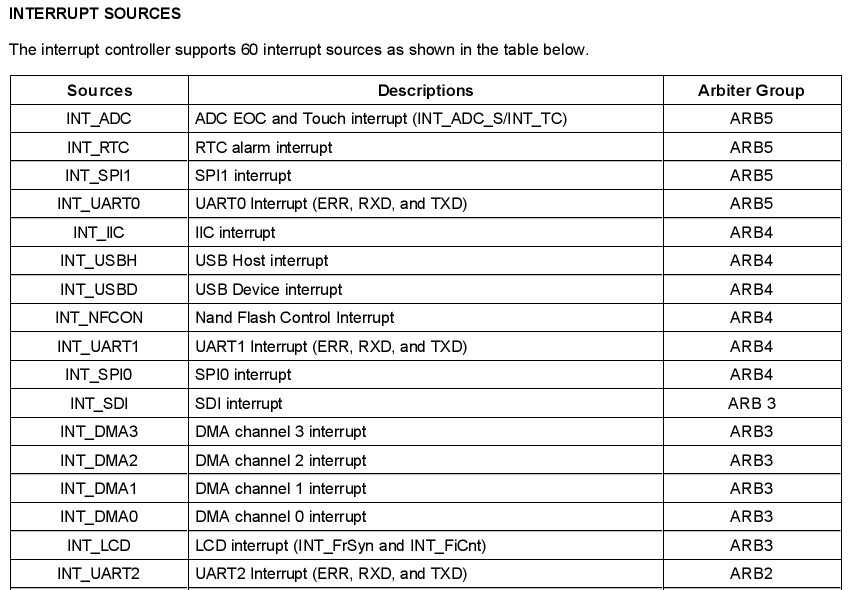 INTERRUPT SOURCES
The interrupt controller supports 60 interrupt sources as shown in the table below.
Sources Descriptions Arbiter Group
INT_ADC ADC EOC and Touch interrupt (INT_ADC_S/INT_TC) ARB5
INT_RTC RTC alarm interrupt ARB5
INT_SPI1 SPI1 interrupt ARB5
INT_UART0 UART0 Interrupt (ERR, RXD, and TXD) ARB5
INT_IIC IIC interrupt ARB4
INT_USBH USB Host interrupt ARB4
INT_USBD USB Device interrupt ARB4
INT_NFCON Nand Flash Control Interrupt ARB4
INT_UART1 UART1 Interrupt (ERR, RXD, and TXD) ARB4
INT_SPI0 SPI0 interrupt ARB4
INT_SDI SDI interrupt ARB 3
INT_DMA3 DMA channel 3 interrupt ARB3
INT_DMA2 DMA channel 2 interrupt ARB3
INT_DMA1 DMA channel 1 interrupt ARB3
INT_DMA0 DMA channel 0 interrupt ARB3
INT_LCD LCD interrupt (INT_FrSyn and INT_FiCnt) ARB3
INT_UART2 UART2 Interrupt (ERR, RXD, and TXD) ARB2